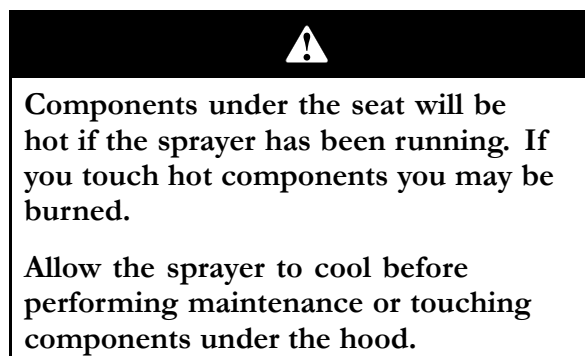 Components under the seat will be
hot if the sprayer has been running. If
you touch hot components you may be
burned.
Allow the sprayer to cool before
performing maintenance or touching
components under the hood.